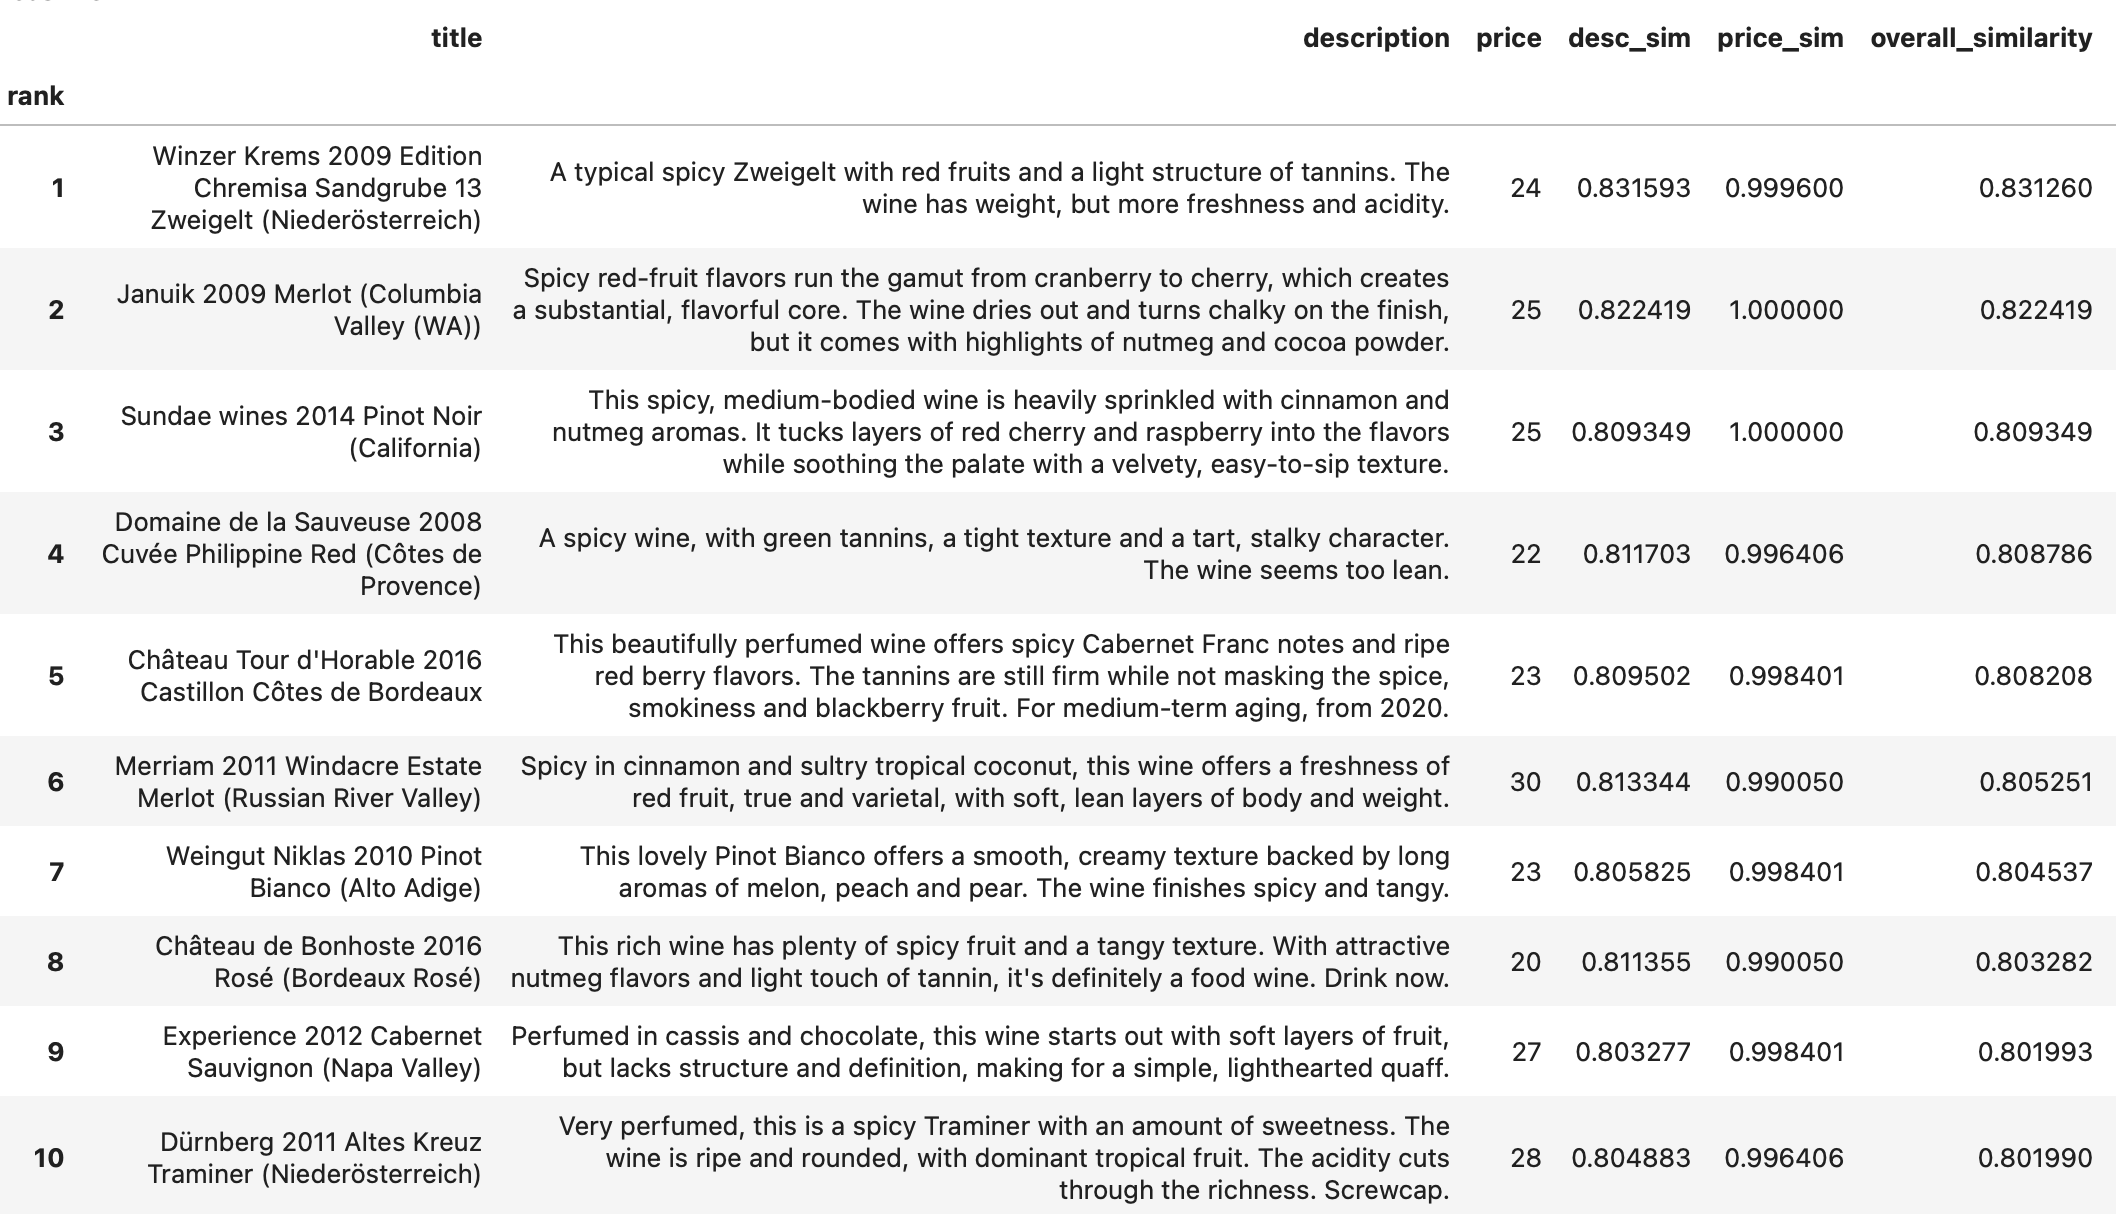 title description price desc_sim price_sim overall_similarity
rank
1 Winzer Krems 2009 Edition Chremisa Sandgrube 13 Zweigelt (Niederösterreich) A typical spicy Zweigelt with red fruits and a light structure of tannins. The wine has weight, but more freshness and acidity. 24 0.831593 0.999600 0.831260
2 Januik 2009 Merlot (Columbia Valley (WA)) Spicy red-fruit flavors run the gamut from cranberry to cherry, which creates a substantial, flavorful core. The wine dries out and turns chalky on the finish, but it comes with highlights of nutmeg and cocoa powder. 25 0.822419 1.000000 0.822419
3 Sundae wines 2014 Pinot Noir (California) This spicy, medium-bodied wine is heavily sprinkled with cinnamon and nutmeg aromas. It tucks layers of red cherry and raspberry into the flavors while soothing the palate with a velvety, easy-to-sip texture. 25 0.809349 1.000000 0.809349
4 Domaine de la Sauveuse 2008 Cuvée Philippine Red (Côtes de Provence) A spicy wine, with green tannins, a tight texture and a tart, stalky character. The wine seems too lean. 22 0.811703 0.996406 0.808786
5 Château Tour d'Horable 2016 Castillon Côtes de Bordeaux This beautifully perfumed wine offers spicy Cabernet Franc notes and ripe red berry flavors. The tannins are still firm while not masking the spice, smokiness and blackberry fruit. For medium-term aging, from 2020. 23 0.809502 0.998401 0.808208
6 Merriam 2011 Windacre Estate Merlot (Russian River Valley) Spicy in cinnamon and sultry tropical coconut, this wine offers a freshness of red fruit, true and varietal, with soft, lean layers of body and weight. 30 0.813344 0.990050 0.805251
7 Weingut Niklas 2010 Pinot Bianco (Alto Adige) This lovely Pinot Bianco offers a smooth, creamy texture backed by long aromas of melon, peach and pear. The wine finishes spicy and tangy. 23 0.805825 0.998401 0.804537
8 Château de Bonhoste 2016 Rosé (Bordeaux Rosé) This rich wine has plenty of spicy fruit and a tangy texture. With attractive nutmeg flavors and light touch of tannin, it's definitely a food wine. Drink now. 20 0.811355 0.990050 0.803282
9 Experience 2012 Cabernet Sauvignon (Napa Valley) Perfumed in cassis and chocolate, this wine starts out with soft layers of fruit, but lacks structure and definition, making for a simple, lighthearted quaff. 27 0.803277 0.998401 0.801993
10 Dürnberg 2011 Altes Kreuz Traminer (Niederösterreich) Very perfumed, this is a spicy Traminer with an amount of sweetness. The wine is ripe and rounded, with dominant tropical fruit. The acidity cuts through the richness. Screwcap. 28 0.804883 0.996406 0.801990